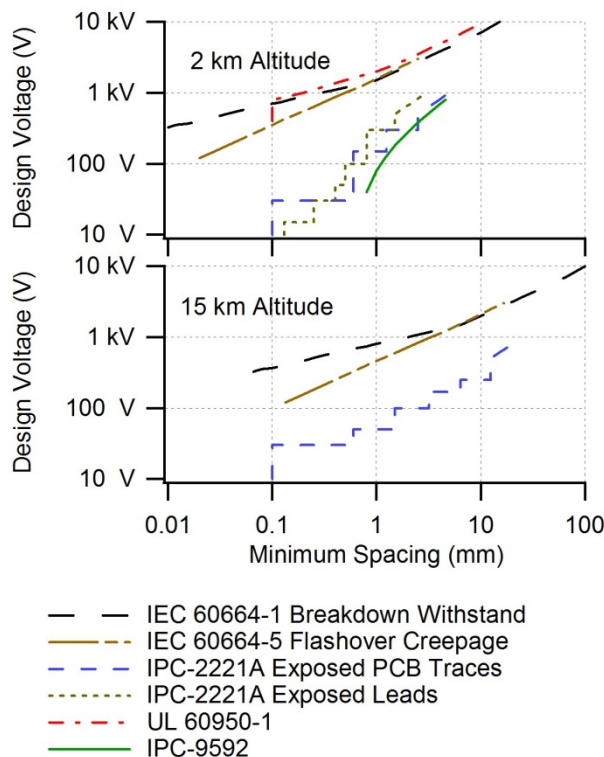 10 kV
2 km Altitude
1 kV
100 V
10 V
Design Voltage (V)
10 kV
15 km Altitude
1 kV
100 V
10 V
Design Voltage (V)
0.01 0.1 1 10 100
Minimum Spacing (mm)
IEC 60664-1 Breakdown Withstand
IEC 60664-5 Flashover Creepage
IPC-2221A Exposed PCB Traces
IPC-2221A Exposed Leads
UL 60950-1
IPC-9592